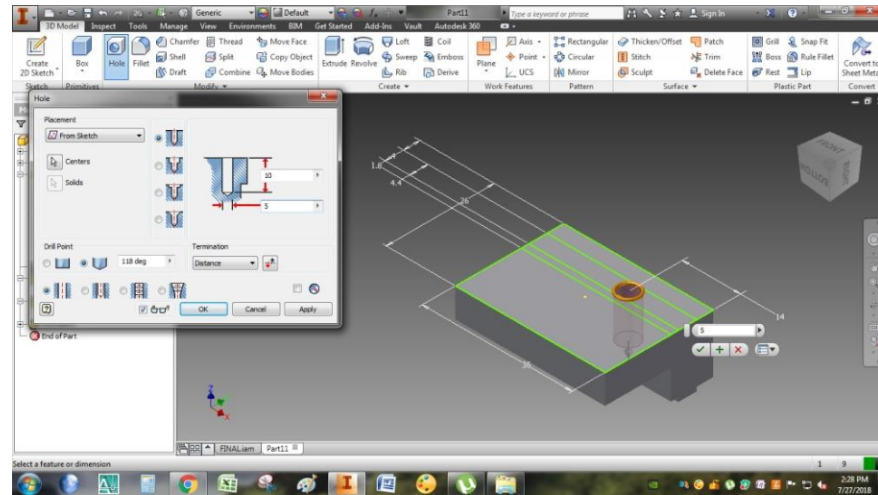 Generic
Default
Part11
Type a keyword or phrase
Sign In
3D Model Inspect Tools Manage View Environments BIM Get Started Add-Ins Vault Autodesk 360
Create
2D Sketch
Box
Hole
Fillet
Chamfer
Shell
Draft
Thread
Split
Combine
Move Face
Copy Object
Move Bodies
Extrude
Revolve
Loft
Sweep
Rib
Coil
Emboss
Derive
Plane
Axis
Point
UCS
Rectangular
Circular
Mirror
Thicken/Offset
Stitch
Sculpt
Patch
Trim
Delete Face
Grill
Boss
Rest
Snap Fit
Rule Fillet
Lip
Convert to
Sheet Metal
Sketch Primitives Modify Create Work Features Pattern Surface Plastic Part Convert
Hole
Placement
From Sketch
Centers
Solids
10
5
Drill Point
118 deg
Termination
Distance
OK Cancel Apply
End of Part
1.8
4
4.4
26
14
5
FRONT
BOTTOM
RIGHT
Z
X
FINALiam Part11
Select a feature or dimension
1 9
2:28 PM
7/27/2018